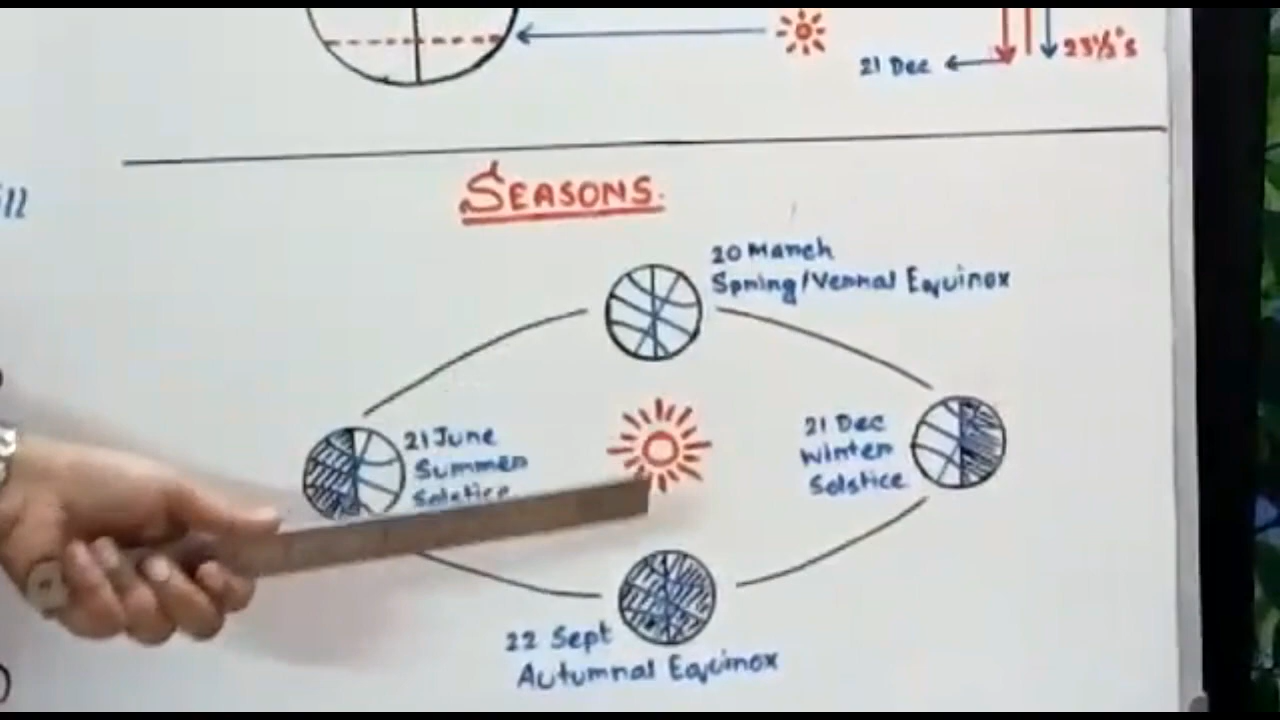 21 Dec
23½°S
SEASONS.
20 March
Spring/Vernal Equinox
21 June
Summer
Solstice
21 Dec
Winter
Solstice
22 Sept
Autumnal Equinox